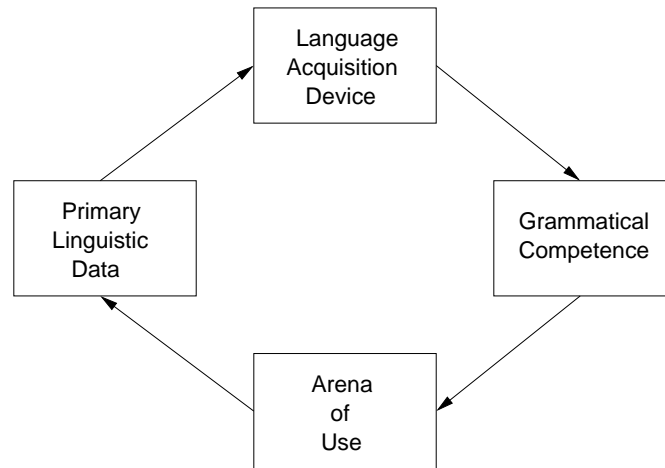 Language
Acquisition
Device
Primary
Linguistic
Data
Grammatical
Competence
Arena
of
Use